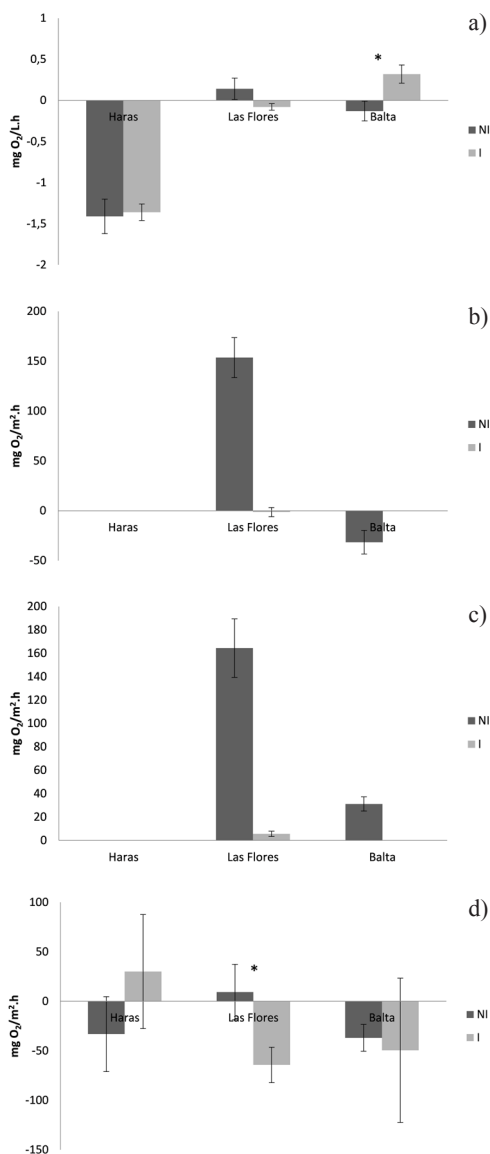 a)
1
0,5
*
0
Haras Las Flores Balta
NI
I
mg O2/L.h
-0,5
-1
-1,5
-2
b)
200
150
100
NI
I
mg O2/m².h
50
0
Haras Las Flores Balta
-50
c)
200
180
160
140
120
NI
I
mg O2/m².h
100
80
60
40
20
0
Haras Las Flores Balta
d)
100
50
*
0
Haras Las Flores Balta
NI
I
mg O2/m².h
-50
-100
-150